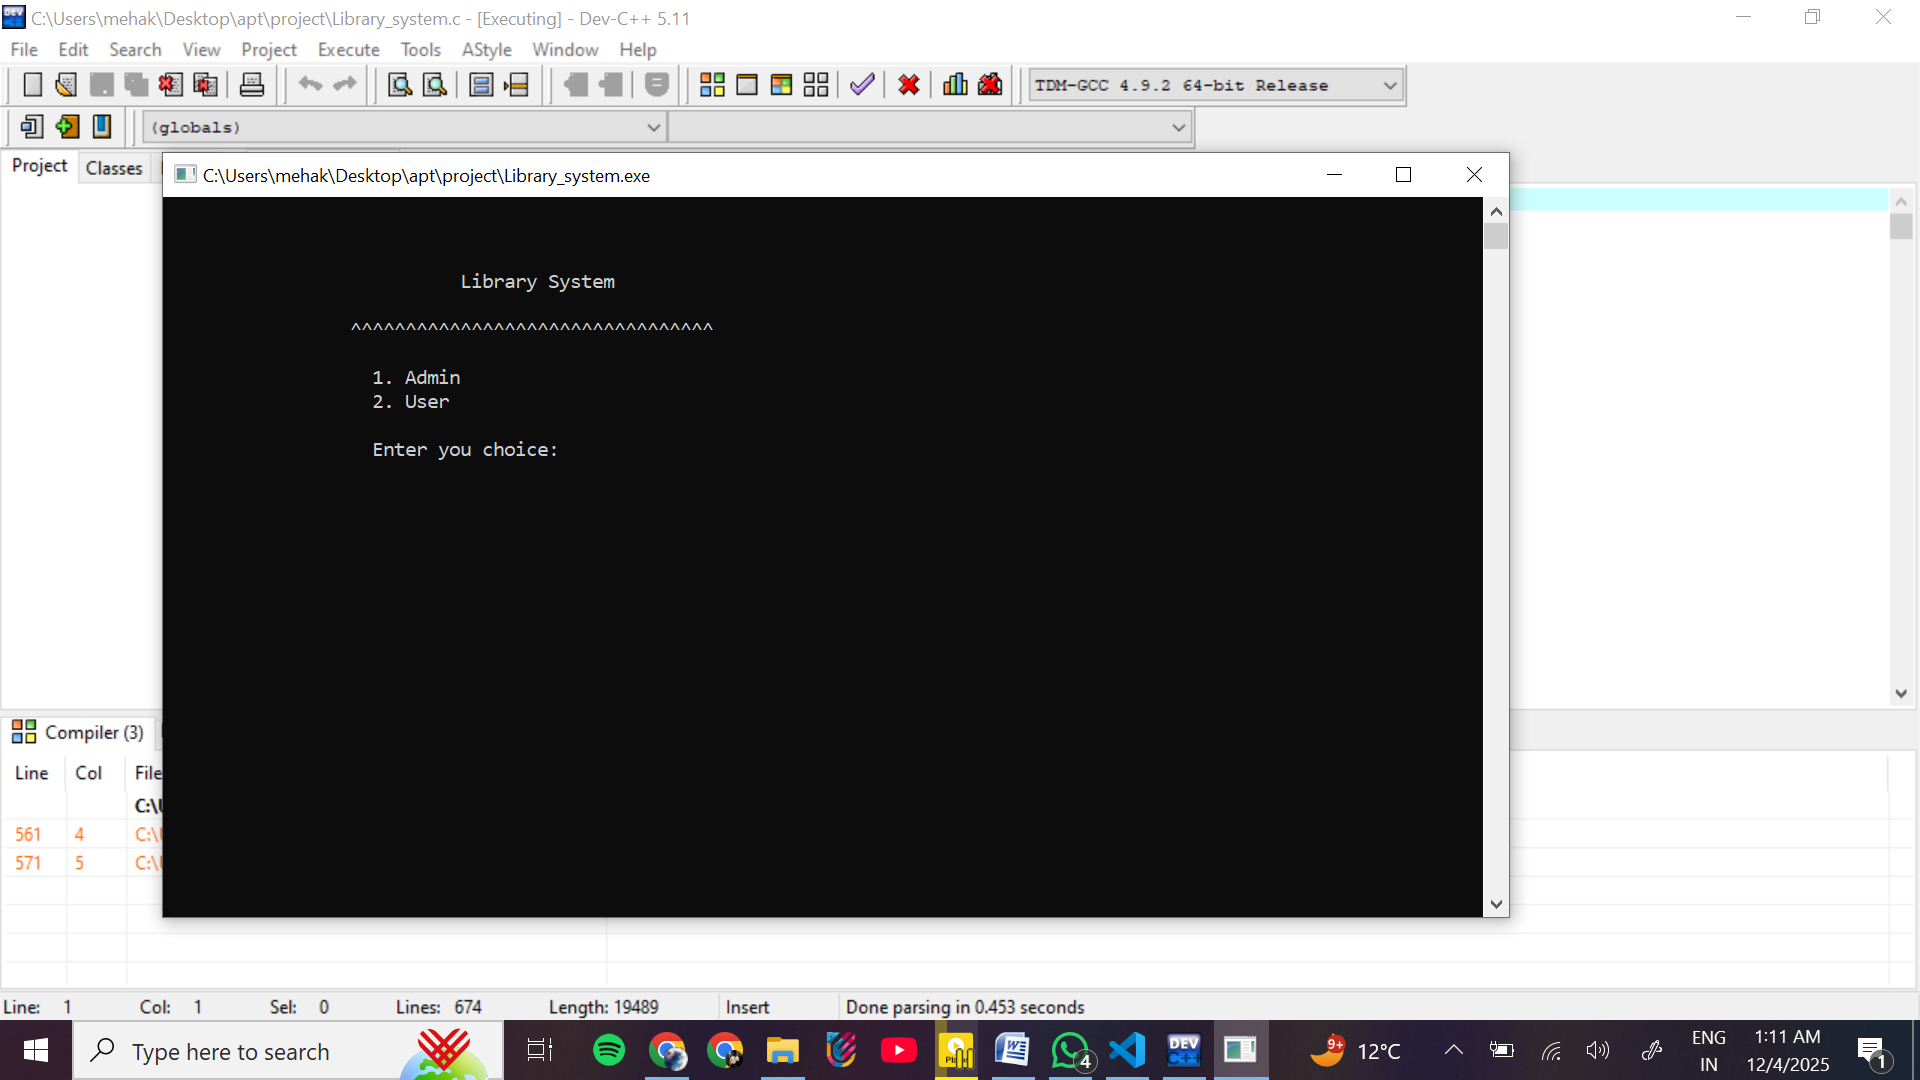 C:\Users\mehak\Desktop\apt\project\Library_system.c - [Executing] - Dev-C++ 5.11
File Edit Search View Project Execute Tools AStyle Window Help
TDM-GCC 4.9.2 64-bit Release
(globals)
Project Classes
C:\Users\mehak\Desktop\apt\project\Library_system.exe
Library System
^^^^^^^^^^^^^^^^^^^^^^^^^^^^^^^^^
1. Admin
2. User
Enter you choice:
Compiler (3)
Line Col File
C:\U
561 4 C:\U
571 5 C:\U
Line: 1 Col: 1 Sel: 0 Lines: 674 Length: 19489 Insert Done parsing in 0.453 seconds
Type here to search
DEV
4
9+
12°C
ENG
IN
1:11 AM
12/4/2025
1